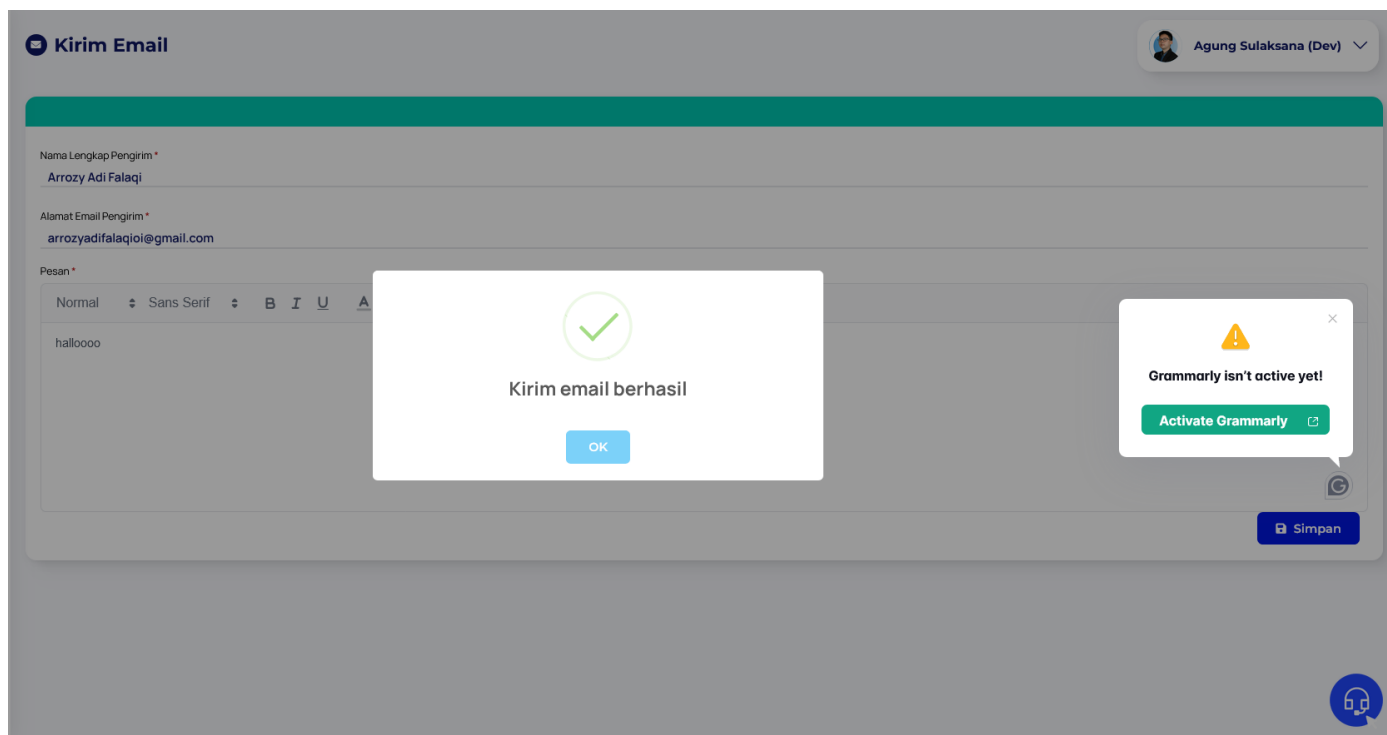 Kirim Email
Agung Sulaksana (Dev)
Nama Lengkap Pengirim *
Arrozy Adi Falaqi
Alamat Email Pengirim *
arrozyadifalaqioi@gmail.com
Pesan *
Normal Sans Serif B I U A
halloooo
Kirim email berhasil
OK
Grammarly isn't active yet!
Activate Grammarly
G
Simpan